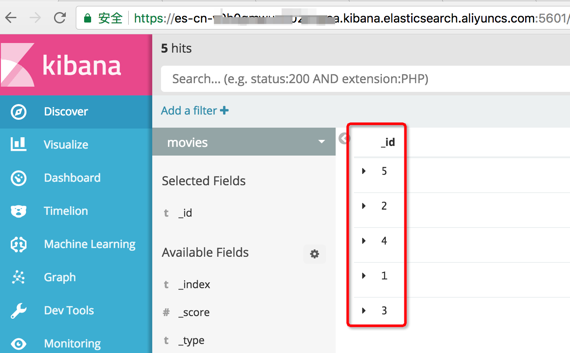 安全
https://es-cn-
.kibana.elasticsearch.aliyuncs.com:5601/
kibana
Discover
Visualize
Dashboard
Timelion
Machine Learning
Graph
Dev Tools
Monitoring
5 hits
Search... (e.g. status:200 AND extension:PHP)
Add a filter +
movies
Selected Fields
t _id
Available Fields
t _index
# _score
t _type
_id
5
2
4
1
3